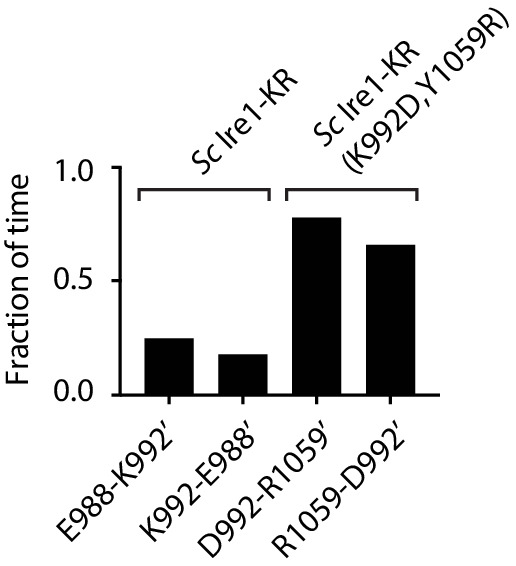 Sc Ire1-KR
Sc Ire1-KR
(K992D,Y1059R)
Fraction of time
1.0
0.5
0.0
E988-K992′
K992-E988′
D992-R1059′
R1059-D992′